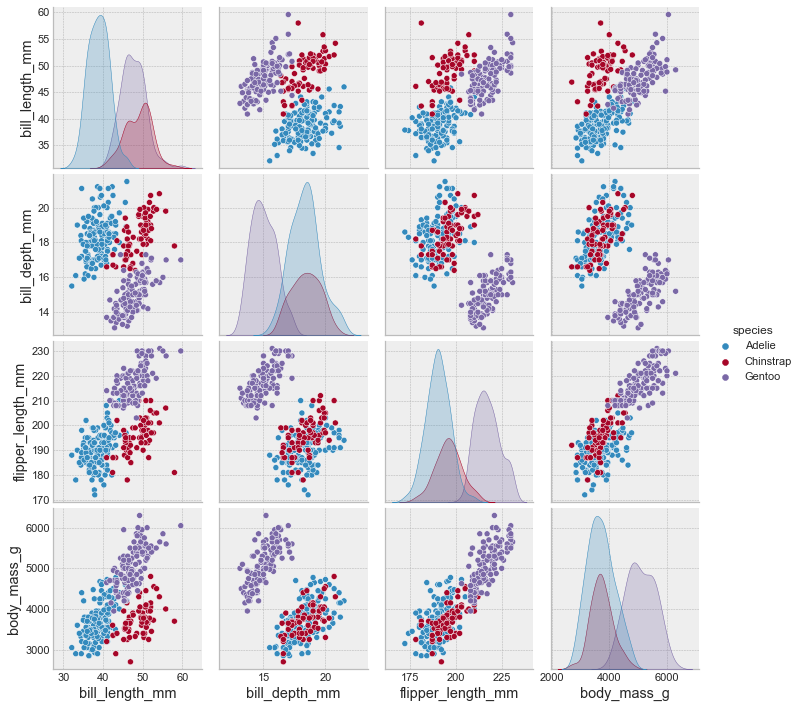 bill_length_mm
60
55
50
45
40
35
bill_depth_mm
20
18
16
14
flipper_length_mm
230
220
210
200
190
180
170
body_mass_g
6000
5000
4000
3000
30 40 50 60
15 20
175 200 225
2000 4000 6000
bill_length_mm
bill_depth_mm
flipper_length_mm
body_mass_g
species
Adelie
Chinstrap
Gentoo